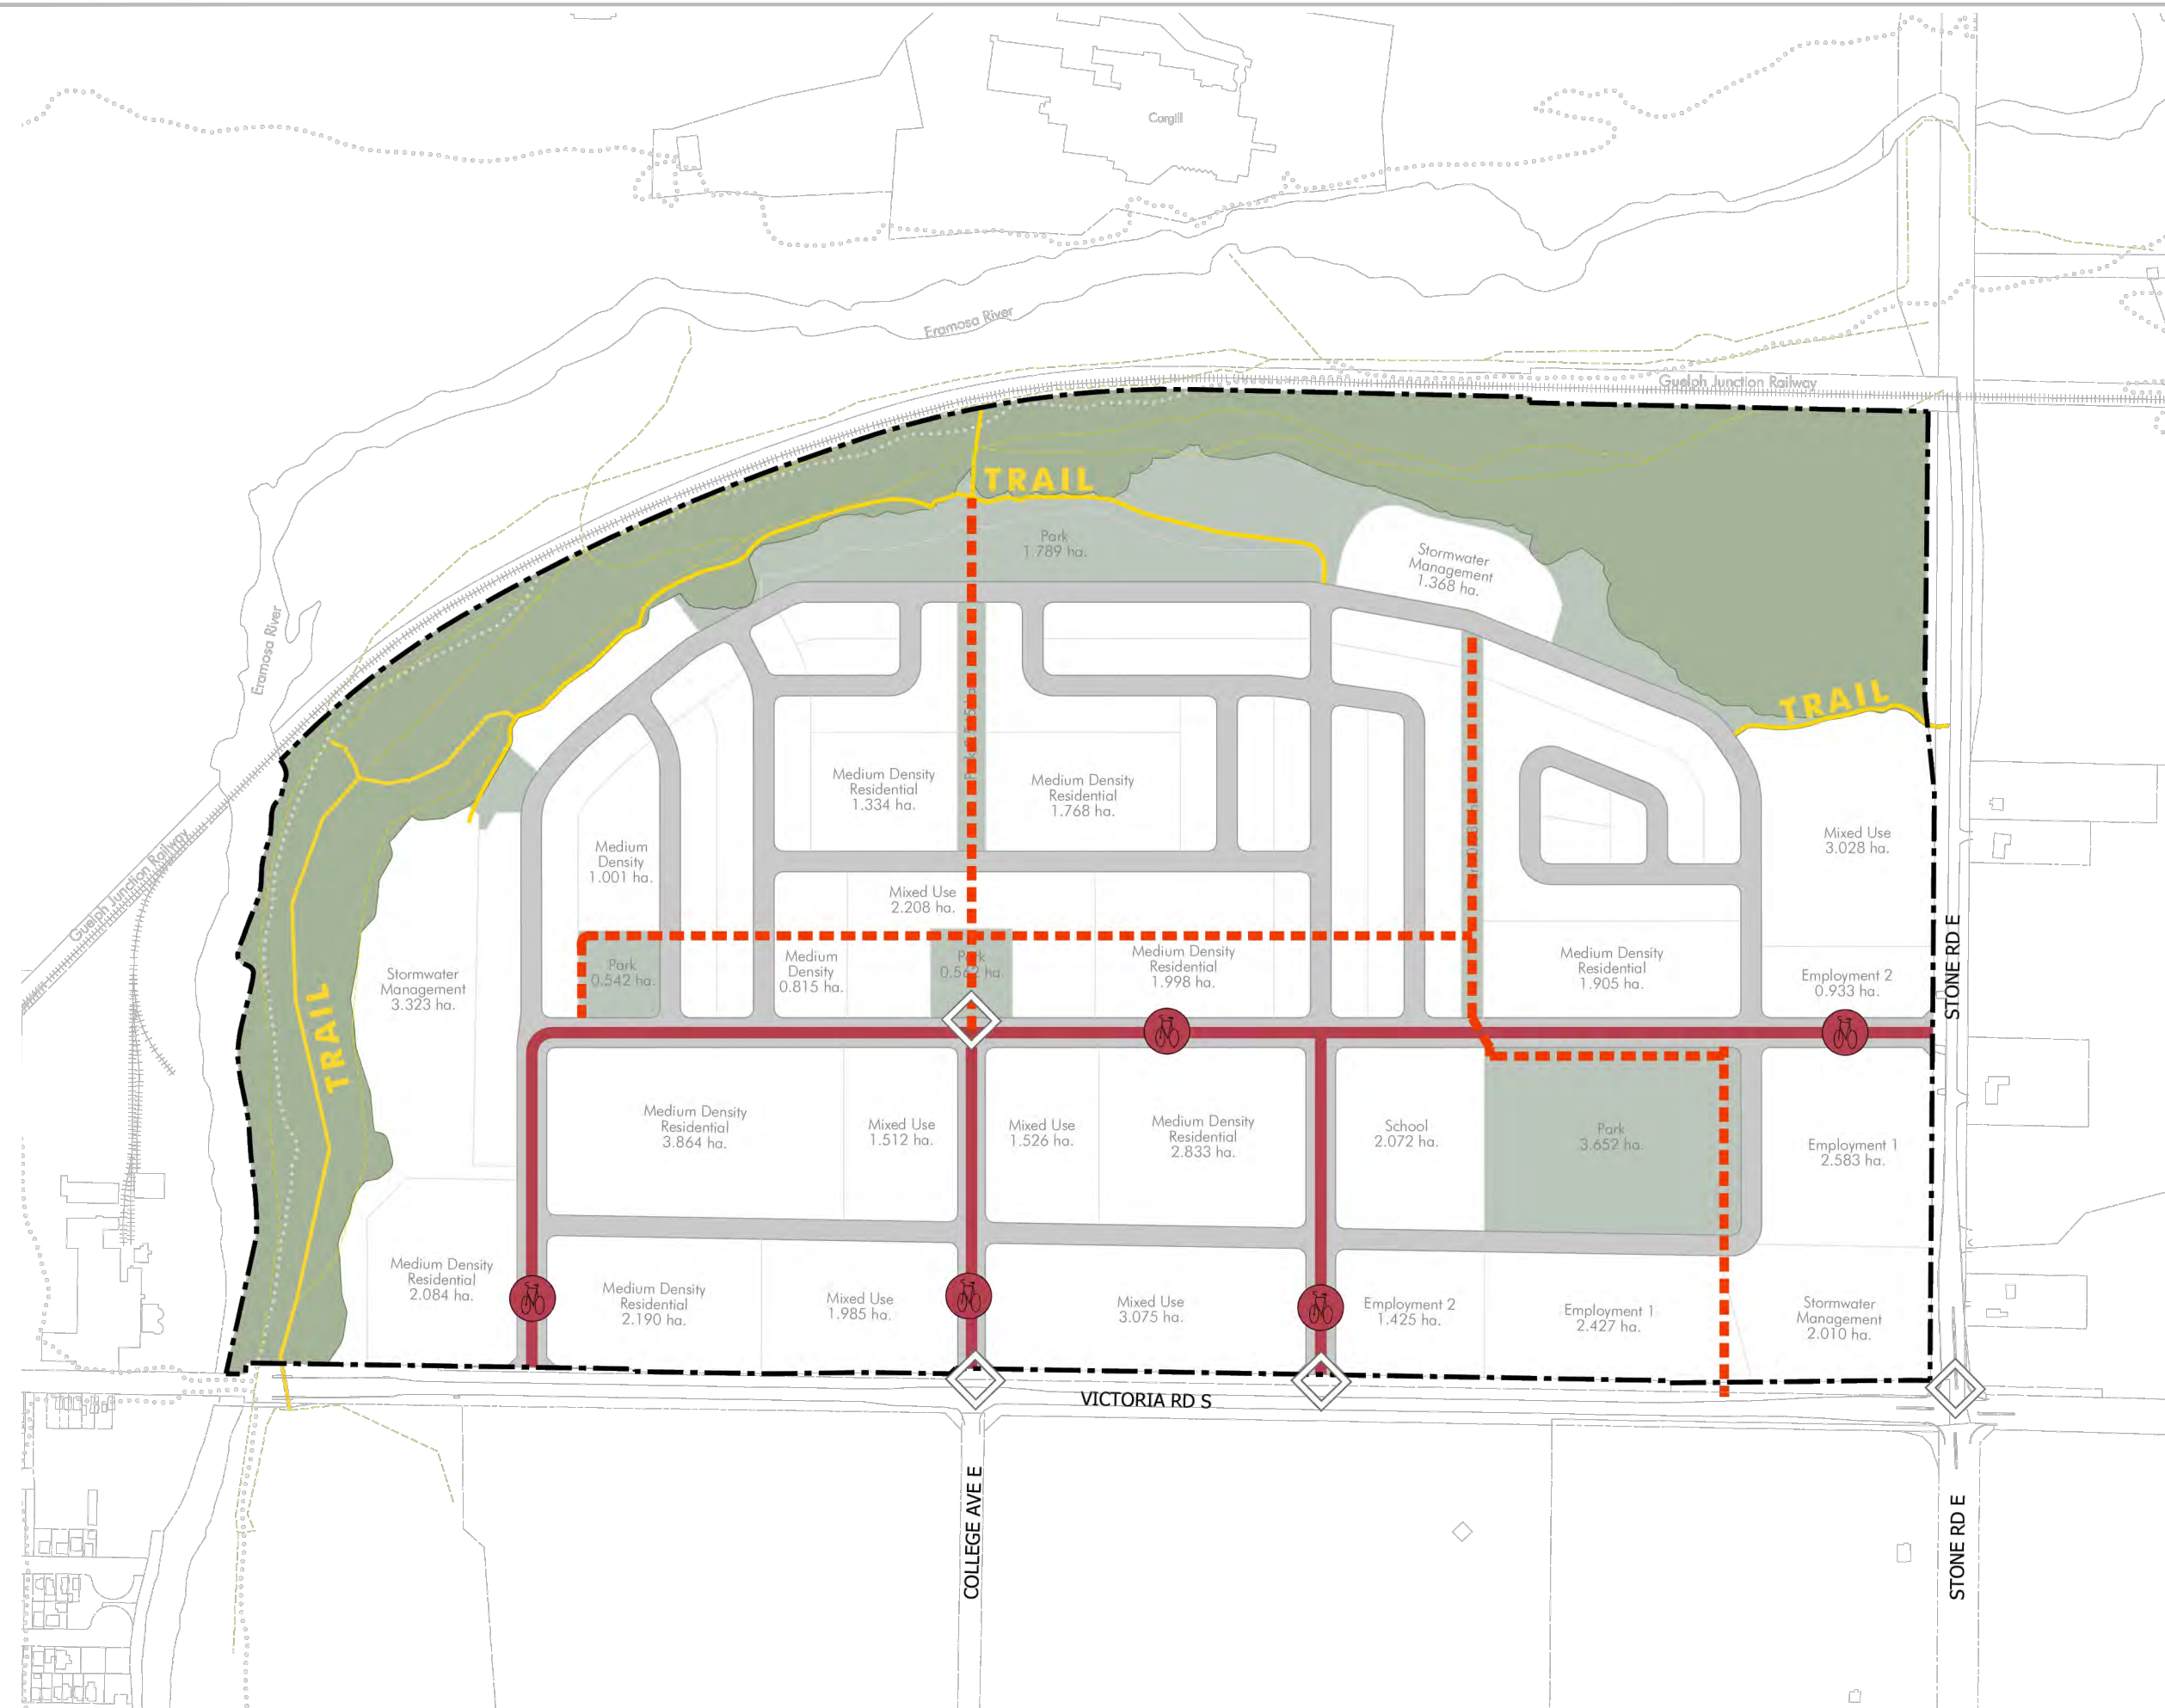 Cargill
Eramosa River
Guelph Junction Railway
TRAIL
Park
1.789 ha.
Stormwater
Management
1.368 ha.
Eramosa River
TRAIL
Medium Density
Residential
1.334 ha.
Medium Density
Residential
1.768 ha.
Mixed Use
3.028 ha.
Medium
Density
1.001 ha.
Guelph Junction Railway
Mixed Use
2.208 ha.
STONE RD E
Stormwater
Management
3.323 ha.
Park
0.542 ha.
Medium
Density
0.815 ha.
Park
Medium Density
Residential
1.998 ha.
Medium Density
Residential
1.905 ha.
Employment 2
0.933 ha.
TRAIL
Medium Density
Residential
3.864 ha.
Mixed Use
1.512 ha.
Mixed Use
1.526 ha.
Medium Density
Residential
2.833 ha.
School
2.072 ha.
Park
3.652 ha.
Employment 1
2.583 ha.
Medium Density
Residential
2.084 ha.
Medium Density
Residential
2.190 ha.
Mixed Use
1.985 ha.
Mixed Use
3.075 ha.
Employment 2
1.425 ha.
Employment 1
2.427 ha.
Stormwater
Management
2.010 ha.
VICTORIA RD S
COLLEGE AVE E
STONE RD E